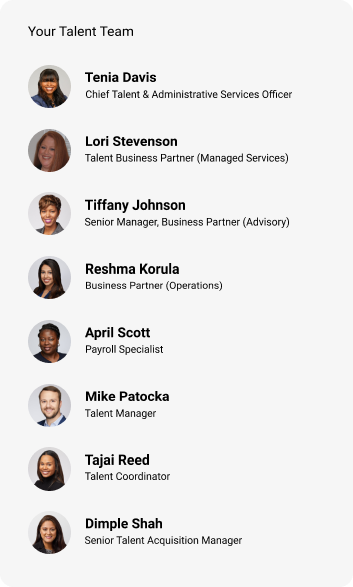 Your Talent Team
Tenia Davis
Chief Talent & Administrative Services Officer
Lori Stevenson
Talent Business Partner (Managed Services)
Tiffany Johnson
Senior Manager, Business Partner (Advisory)
Reshma Korula
Business Partner (Operations)
April Scott
Payroll Specialist
Mike Patocka
Talent Manager
Tajai Reed
Talent Coordinator
Dimple Shah
Senior Talent Acquisition Manager